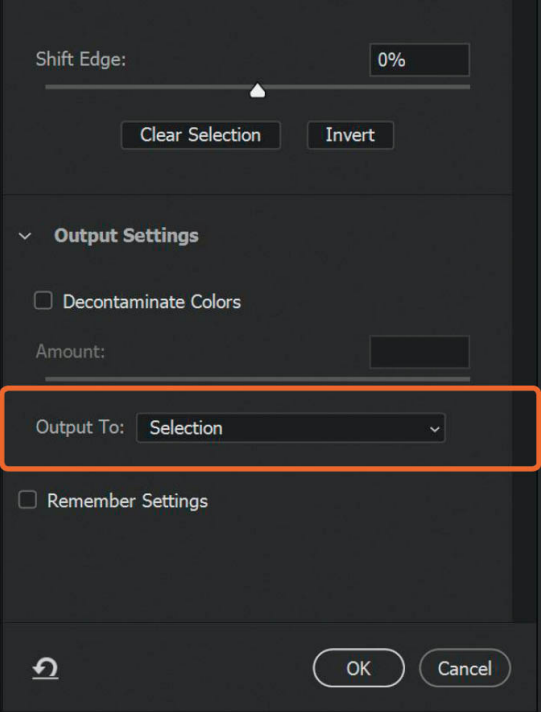 Shift Edge: 0%
Clear Selection Invert
Output Settings
Decontaminate Colors
Amount:
Output To: Selection
Remember Settings
OK Cancel